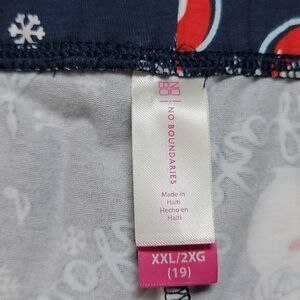 NO
BO
NO BOUNDARIES
Made in
Haiti
Hecho en
Haiti
XXL/2XG
(19)